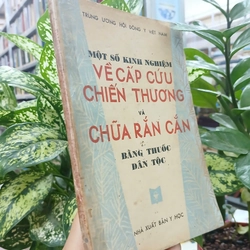 TRUNG ƯƠNG HỘI ĐÔNG Y VIỆT NAM
MỘT SỐ KINH NGHIỆM
VỀ CẤP CỨU
CHIẾN THƯƠNG
VÀ
CHỮA RẮN CẮN
BẰNG THUỐC
DÂN TỘC
NHÀ XUẤT BẢN Y HỌC